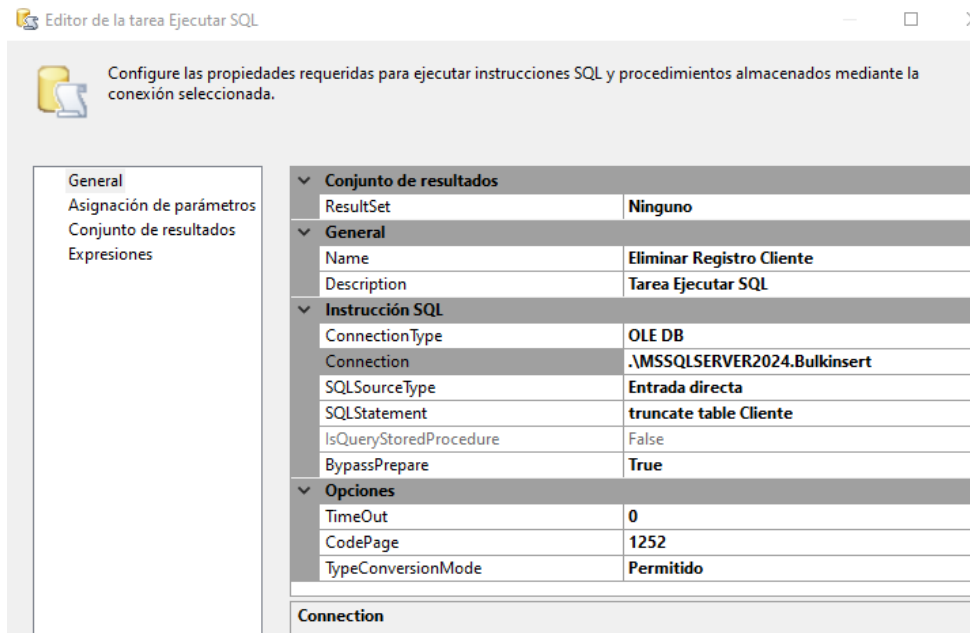 Editor de la tarea Ejecutar SQL
Configure las propiedades requeridas para ejecutar instrucciones SQL y procedimientos almacenados mediante la
conexión seleccionada.
General
Asignación de parámetros
Conjunto de resultados
Expresiones
Conjunto de resultados
ResultSet Ninguno
General
Name Eliminar Registro Cliente
Description Tarea Ejecutar SQL
Instrucción SQL
ConnectionType OLE DB
Connection .\MSSQLSERVER2024.Bulkinsert
SQLSourceType Entrada directa
SQLStatement truncate table Cliente
IsQueryStoredProcedure False
BypassPrepare True
Opciones
TimeOut 0
CodePage 1252
TypeConversionMode Permitido
Connection